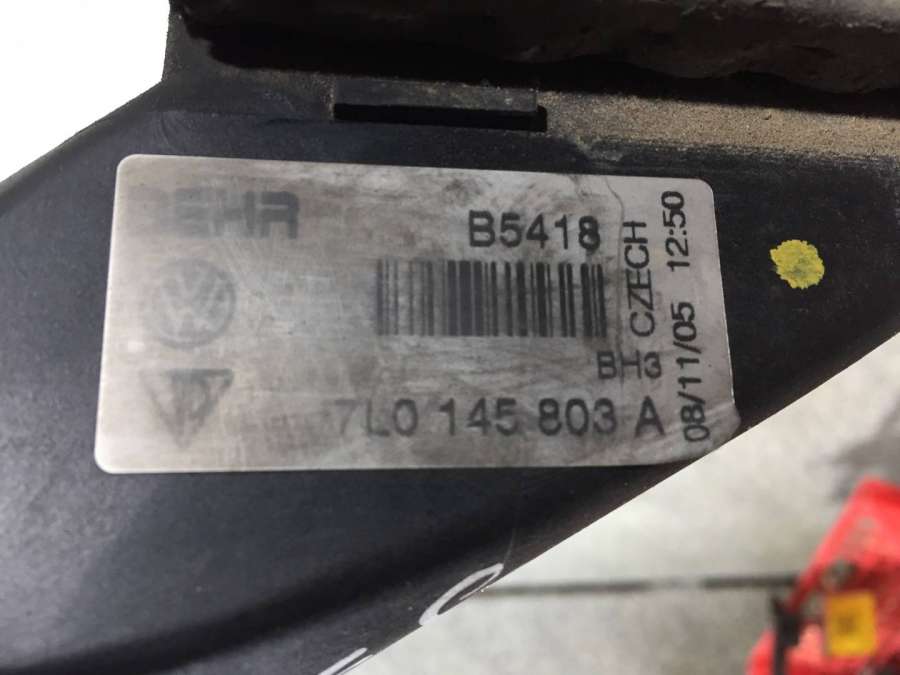 BEHR
B5418
BH3
7L0 145 803 A
CZECH
08/11/05 12:50